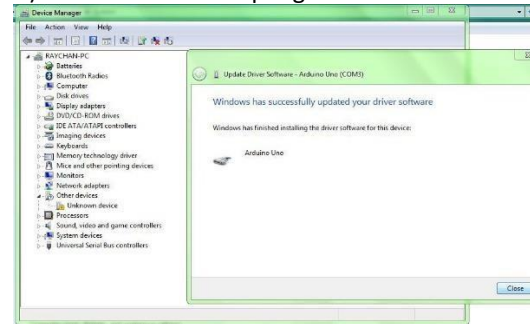 Device Manager
File Action View Help
RAYCHAN-PC
Batteries
Bluetooth Radios
Computer
Disk drives
Display adapters
DVD/CD-ROM drives
IDE ATA/ATAPI controllers
Imaging devices
Keyboards
Memory technology driver
Mice and other pointing devices
Monitors
Network adapters
Other devices
Unknown device
Processors
Sound, video and game controllers
System devices
Universal Serial Bus controllers
Update Driver Software - Arduino Uno (COM3)
Windows has successfully updated your driver software
Windows has finished installing the driver software for this device:
Arduino Uno
Close